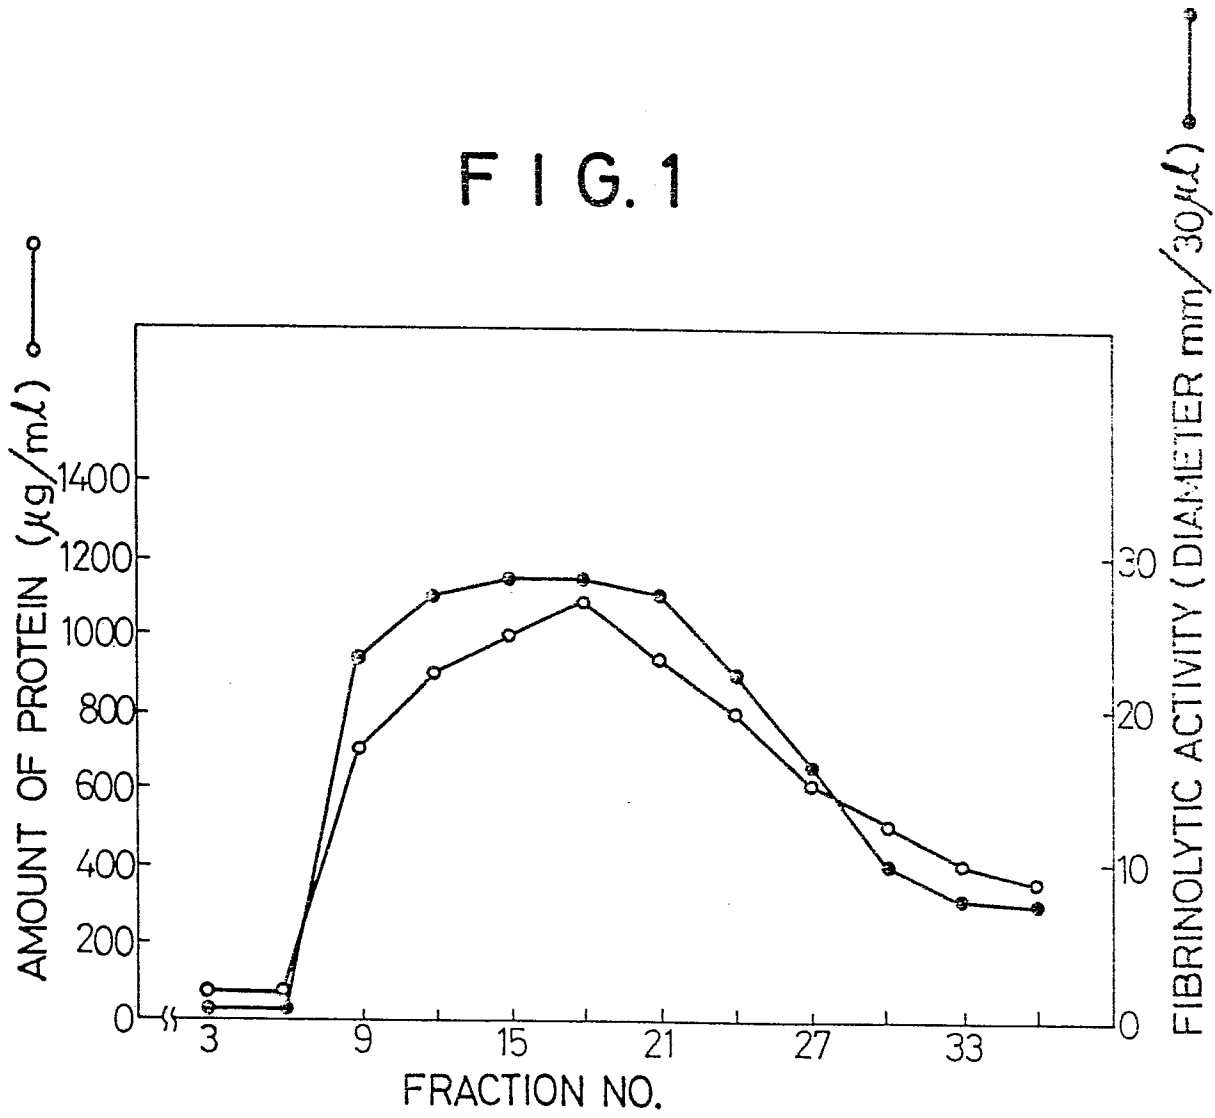 FIG. 1
AMOUNT OF PROTEIN (μg/ml)
1400
1200
1000
800
600
400
200
0
30
20
10
0
FIBRINOLYTIC ACTIVITY (DIAMETER mm/30μl)
3 9 15 21 27 33
FRACTION NO.